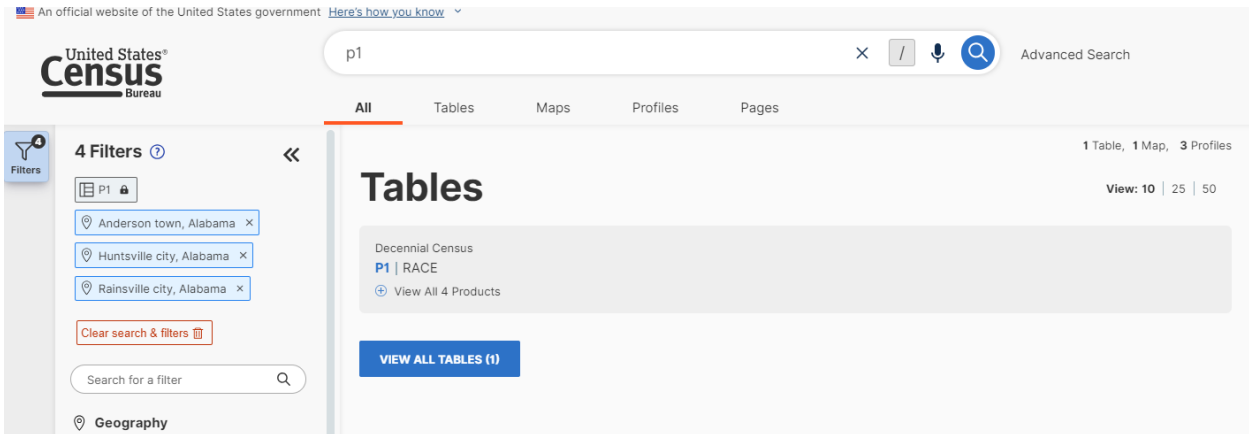 An official website of the United States government Here's how you know
United States®
Census
Bureau
p1
/
Advanced Search
All Tables Maps Profiles Pages
4
Filters
4 Filters ?
P1
Anderson town, Alabama ×
Huntsville city, Alabama ×
Rainsville city, Alabama ×
Clear search & filters
Search for a filter
Geography
1 Table, 1 Map, 3 Profiles
Tables
View: 10 | 25 | 50
Decennial Census
P1 | RACE
View All 4 Products
VIEW ALL TABLES (1)